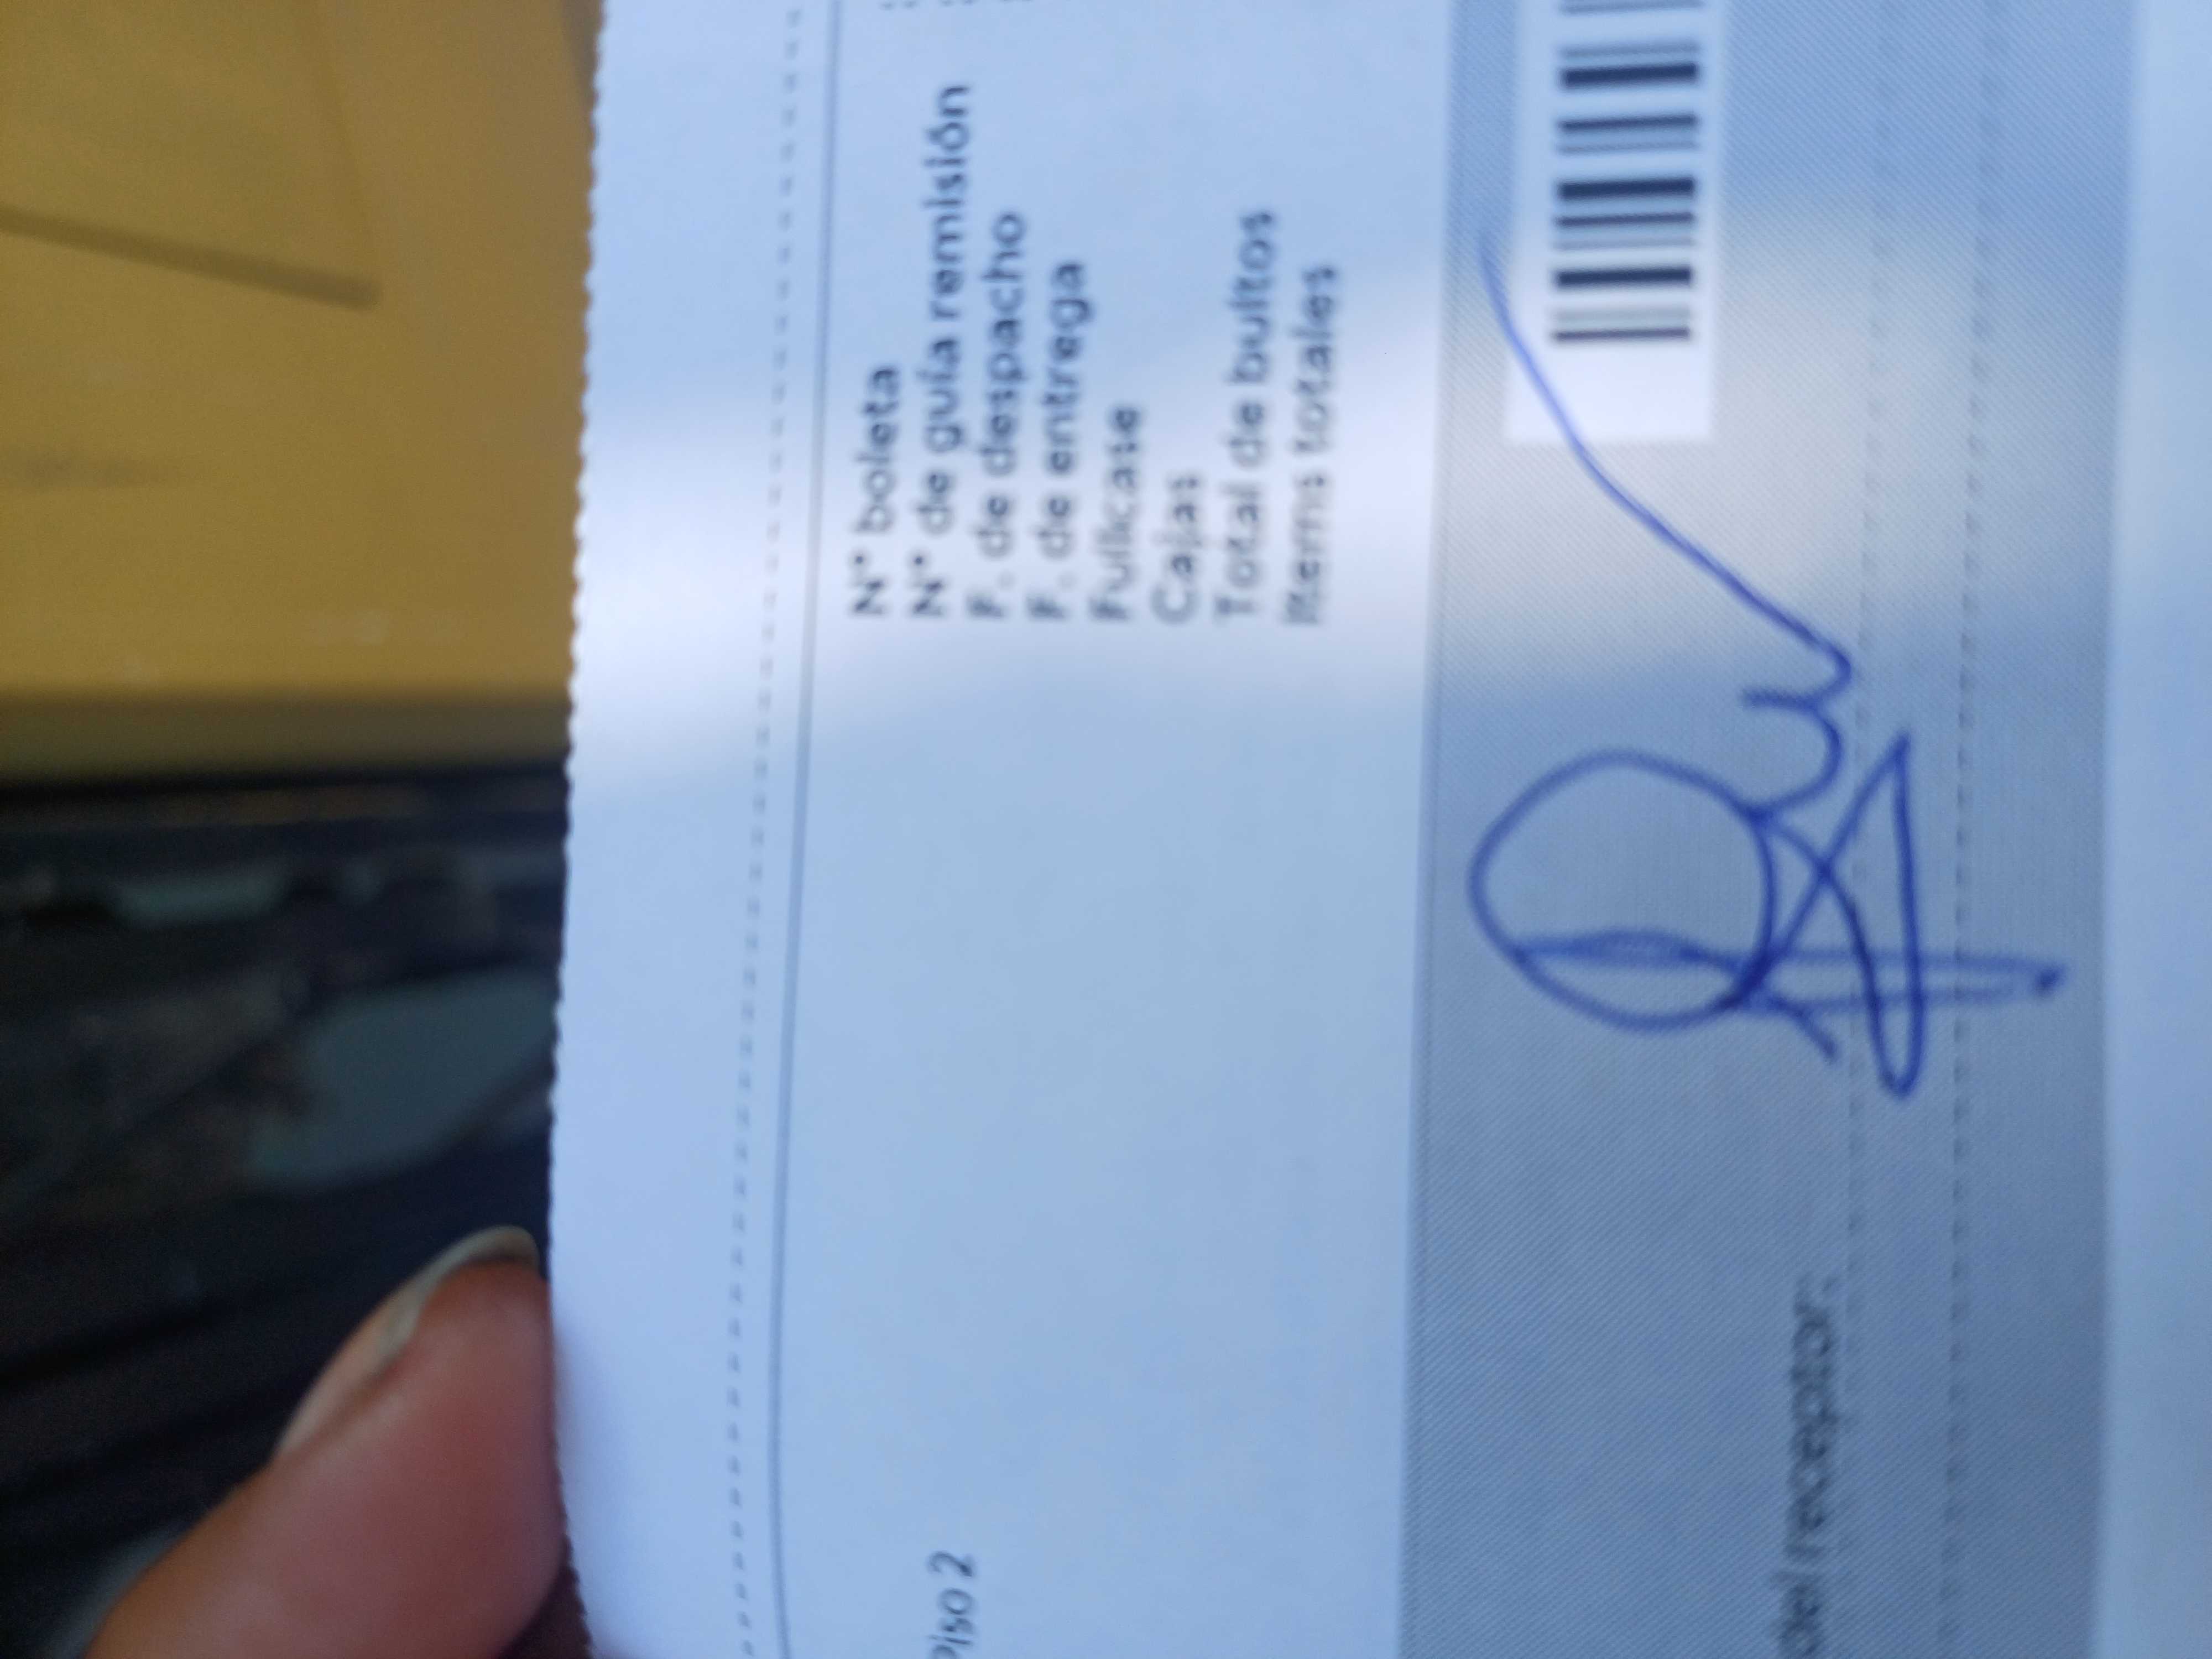 N° boleta :
N° de guía remisión :
F. de despacho :
F. de entrega
Fullcase
Cajas
Total de bultos
Items totales
Piso 2
del receptor: